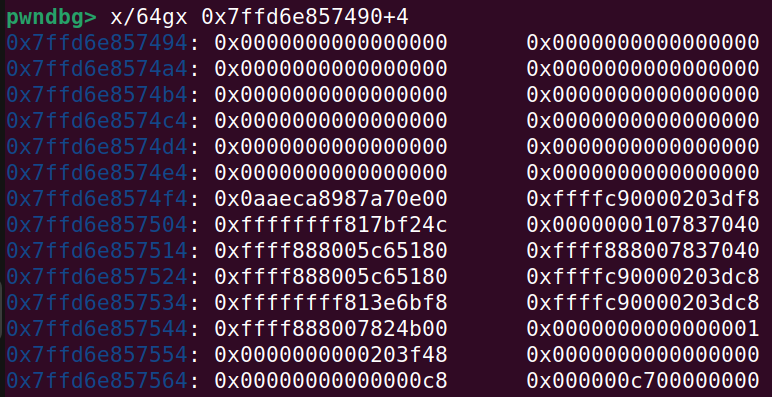 pwndbg> x/64gx 0x7ffd6e857490+4
0x7ffd6e857494: 0x0000000000000000 0x0000000000000000
0x7ffd6e8574a4: 0x0000000000000000 0x0000000000000000
0x7ffd6e8574b4: 0x0000000000000000 0x0000000000000000
0x7ffd6e8574c4: 0x0000000000000000 0x0000000000000000
0x7ffd6e8574d4: 0x0000000000000000 0x0000000000000000
0x7ffd6e8574e4: 0x0000000000000000 0x0000000000000000
0x7ffd6e8574f4: 0x0aaeca8987a70e00 0xffffc90000203df8
0x7ffd6e857504: 0xffffffff817bf24c 0x0000000107837040
0x7ffd6e857514: 0xffff888005c65180 0xffff888007837040
0x7ffd6e857524: 0xffff888005c65180 0xffffc90000203dc8
0x7ffd6e857534: 0xffffffff813e6bf8 0xffffc90000203dc8
0x7ffd6e857544: 0xffff888007824b00 0x0000000000000001
0x7ffd6e857554: 0x0000000000203f48 0x0000000000000000
0x7ffd6e857564: 0x00000000000000c8 0x000000c700000000